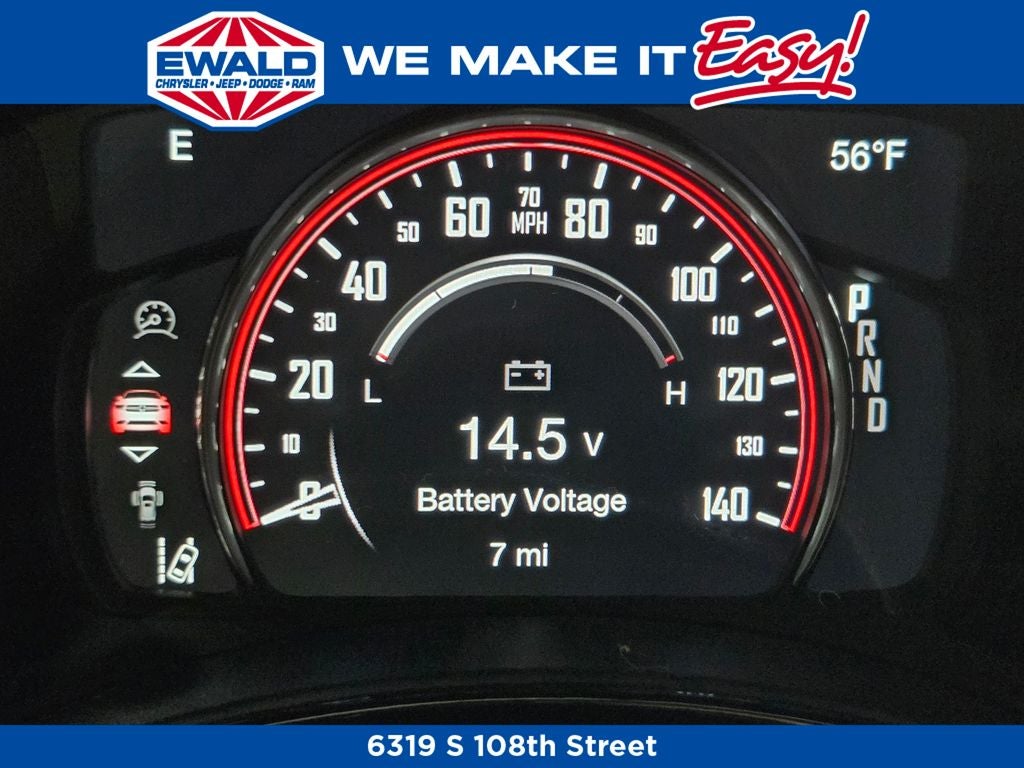 EWALD
CHRYSLER • JEEP • DODGE • RAM
WE MAKE IT Easy!
E
56°F
0
10
20
30
40
50
60
70
MPH
80
90
100
110
120
130
140
L
H
14.5 v
Battery Voltage
7 mi
P
R
N
D
6319 S 108th Street